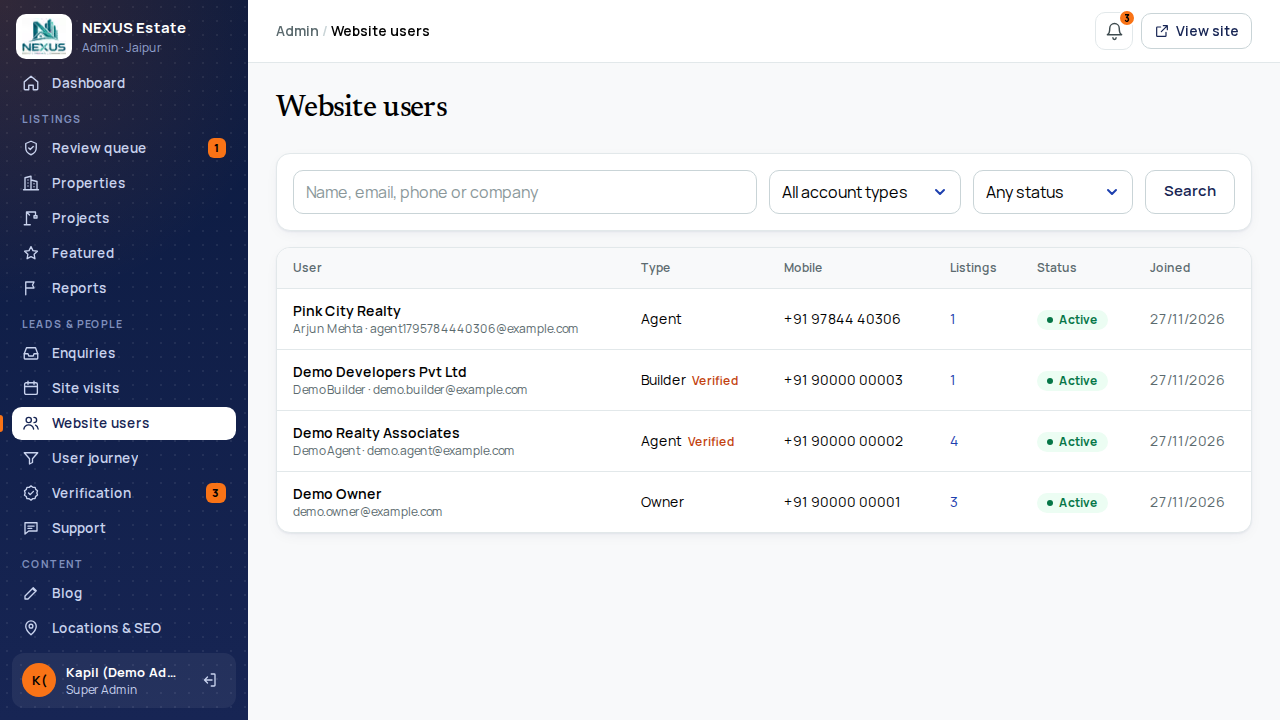 NEXUS
NEXUS Estate
Admin · Jaipur
Dashboard
LISTINGS
Review queue 1
Properties
Projects
Featured
Reports
LEADS & PEOPLE
Enquiries
Site visits
Website users
User journey
Verification 3
Support
CONTENT
Blog
Locations & SEO
K( Kapil (Demo Ad...
Super Admin
Admin / Website users
3
View site
Website users
Name, email, phone or company All account types Any status Search
User Type Mobile Listings Status Joined
Pink City Realty
Arjun Mehta · agent1795784440306@example.com
Agent +91 97844 40306 1 Active 27/11/2026
Demo Developers Pvt Ltd
Demo Builder · demo.builder@example.com
Builder Verified +91 90000 00003 1 Active 27/11/2026
Demo Realty Associates
Demo Agent · demo.agent@example.com
Agent Verified +91 90000 00002 4 Active 27/11/2026
Demo Owner
demo.owner@example.com
Owner +91 90000 00001 3 Active 27/11/2026